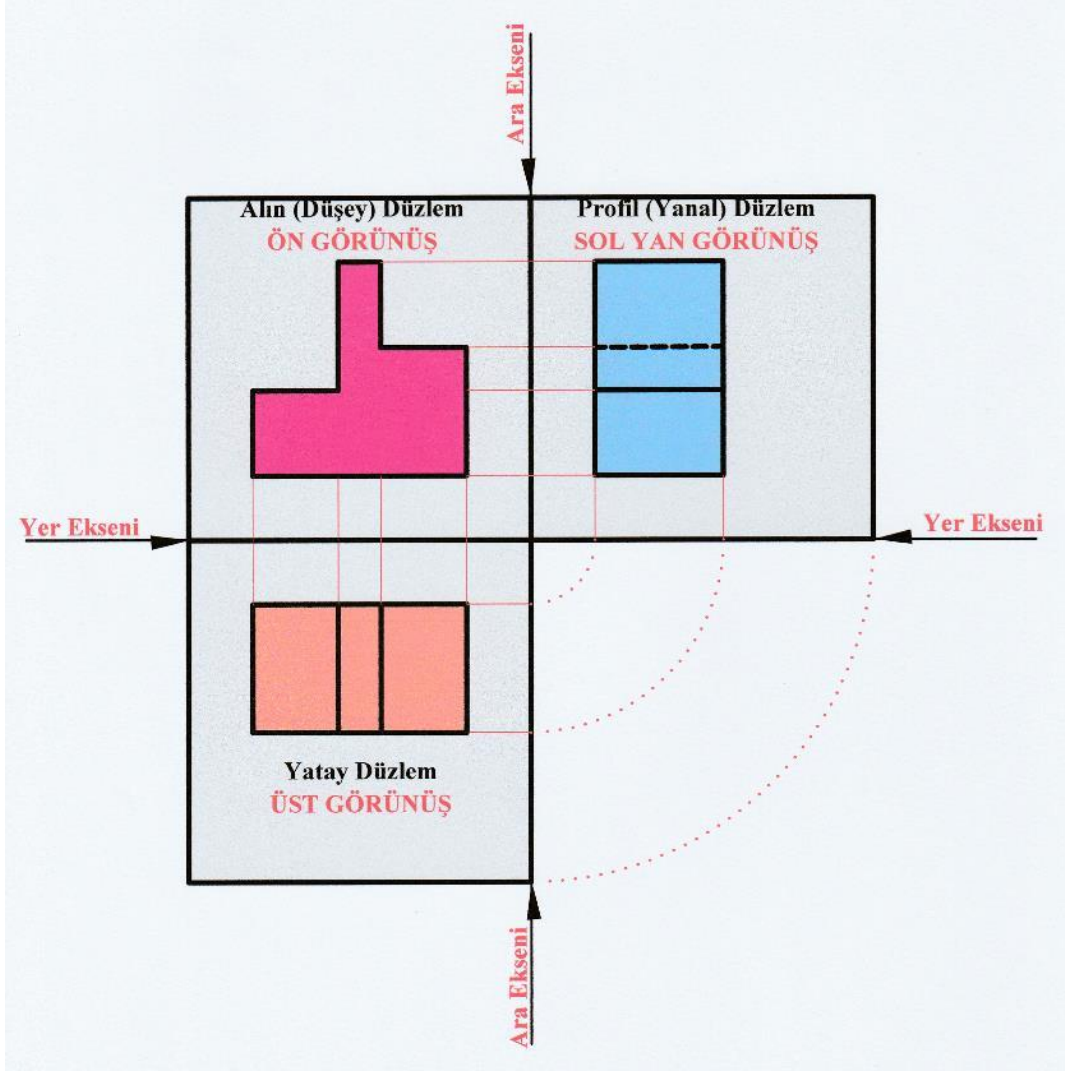 Ara Ekseni
Alın (Düşey) Düzlem
ÖN GÖRÜNÜŞ
Profil (Yanal) Düzlem
SOL YAN GÖRÜNÜŞ
Yer Ekseni
Yer Ekseni
Yatay Düzlem
ÜST GÖRÜNÜŞ
Ara Ekseni